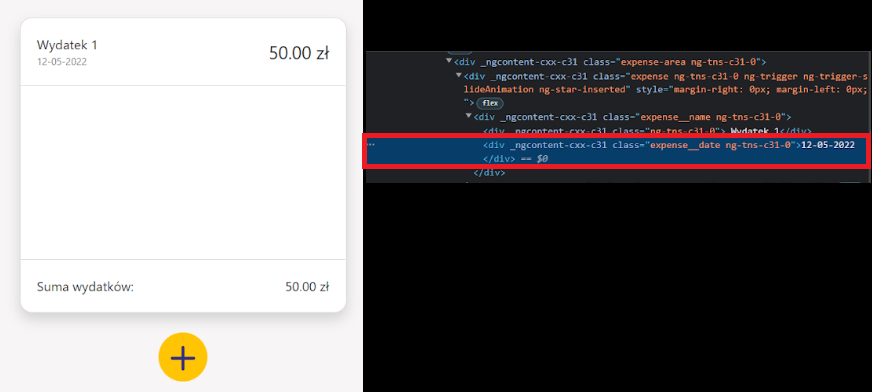 Wydatek 1
50.00 zł
12-05-2022
Suma wydatków:
50.00 zł
<div _ngcontent-cxx-c31 class="expense-area ng-tns-c31-0">
<div _ngcontent-cxx-c31 class="expense ng-tns-c31-0 ng-trigger ng-trigger-s
lideAnimation ng-star-inserted" style="margin-right: 0px; margin-left: 0px;
"> flex
<div _ngcontent-cxx-c31 class="expense__name ng-tns-c31-0">
<div _ngcontent-cxx-c31 class="ng-tns-c31-0"> Wydatek 1</div>
<div _ngcontent-cxx-c31 class="expense__date ng-tns-c31-0">12-05-2022
</div> == $0
</div>